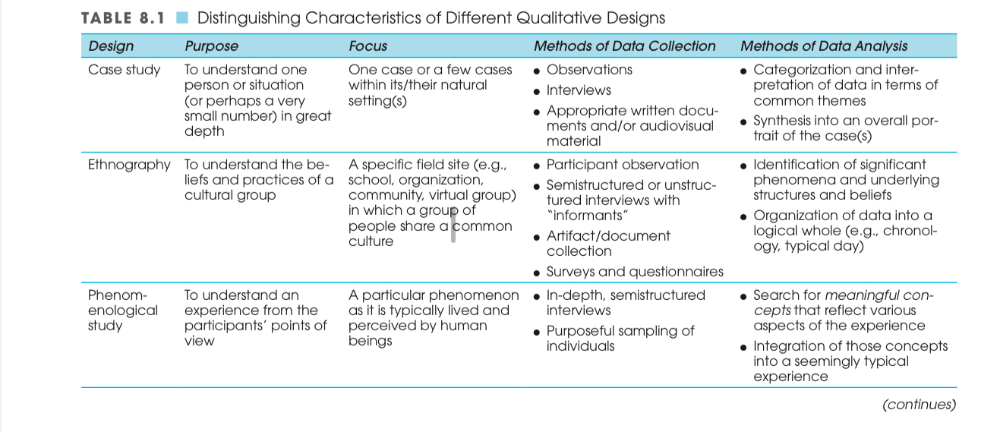 TABLE 8.1 ■ Distinguishing Characteristics of Different Qualitative Designs
Design Purpose Focus Methods of Data Collection Methods of Data Analysis
Case study
To understand one
person or situation
(or perhaps a very
small number) in great
depth
One case or a few cases
within its/their natural
setting(s)
● Observations
● Interviews
● Appropriate written docu-
ments and/or audiovisual
material
● Categorization and inter-
pretation of data in terms of
common themes
● Synthesis into an overall por-
trait of the case(s)
Ethnography
To understand the be-
liefs and practices of a
cultural group
A specific field site (e.g.,
school, organization,
community, virtual group)
in which a group of
people share a common
culture
● Participant observation
● Semistructured or unstruc-
tured interviews with
“informants”
● Artifact/document
collection
● Surveys and questionnaires
● Identification of significant
phenomena and underlying
structures and beliefs
● Organization of data into a
logical whole (e.g., chronol-
ogy, typical day)
Phenom-
enological
study
To understand an
experience from the
participants’ points of
view
A particular phenomenon
as it is typically lived and
perceived by human
beings
● In-depth, semistructured
interviews
● Purposeful sampling of
individuals
● Search for meaningful con-
cepts that reflect various
aspects of the experience
● Integration of those concepts
into a seemingly typical
experience
(continues)